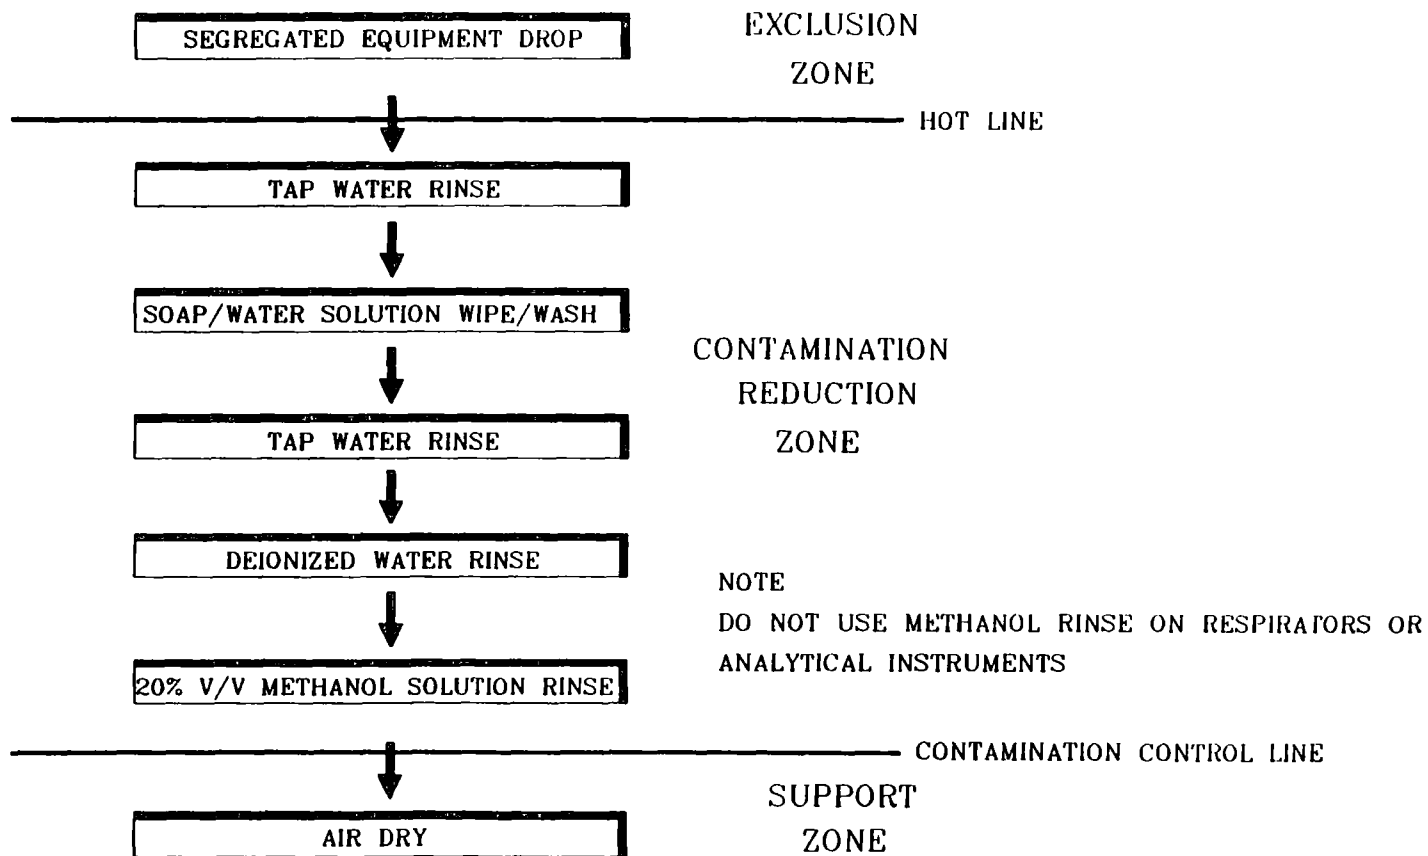 SEGREGATED EQUIPMENT DROP
EXCLUSION
ZONE
HOT LINE
TAP WATER RINSE
SOAP/WATER SOLUTION WIPE/WASH
CONTAMINATION
REDUCTION
ZONE
TAP WATER RINSE
DEIONIZED WATER RINSE
NOTE
DO NOT USE METHANOL RINSE ON RESPIRATORS OR
ANALYTICAL INSTRUMENTS
20% V/V METHANOL SOLUTION RINSE
CONTAMINATION CONTROL LINE
SUPPORT
ZONE
AIR DRY